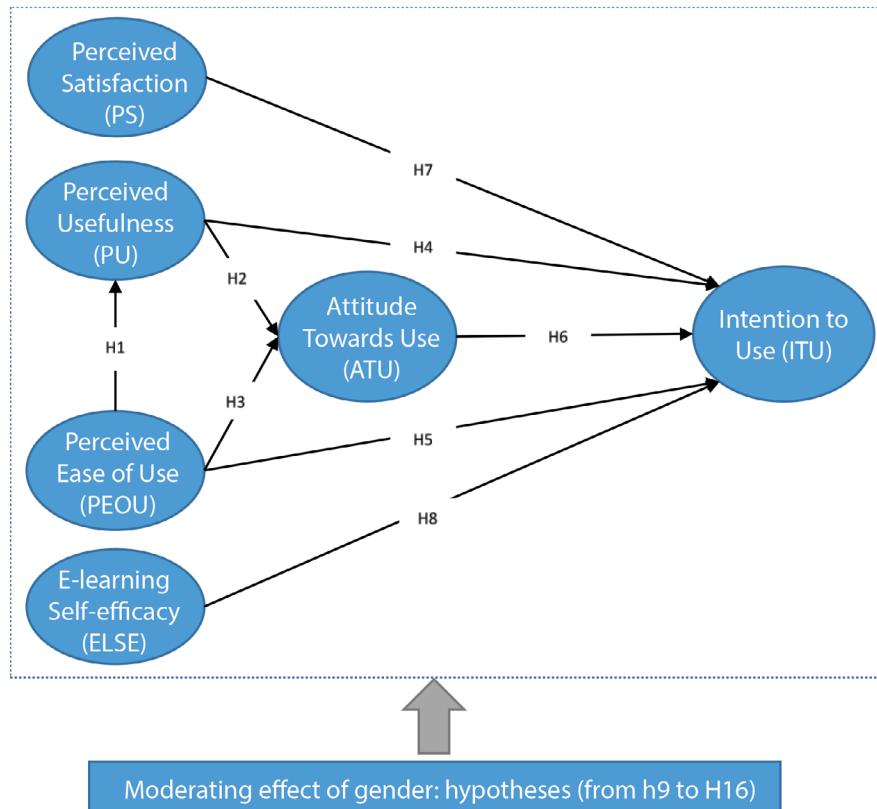 Perceived
Satisfaction
(PS)
H7
Perceived
Usefulness
(PU)
H4
H2
Attitude
Towards Use
(ATU)
H6
Intention to
Use (ITU)
H1
H3
Perceived
Ease of Use
(PEOU)
H5
H8
E-learning
Self-efficacy
(ELSE)
Moderating effect of gender: hypotheses (from h9 to H16)